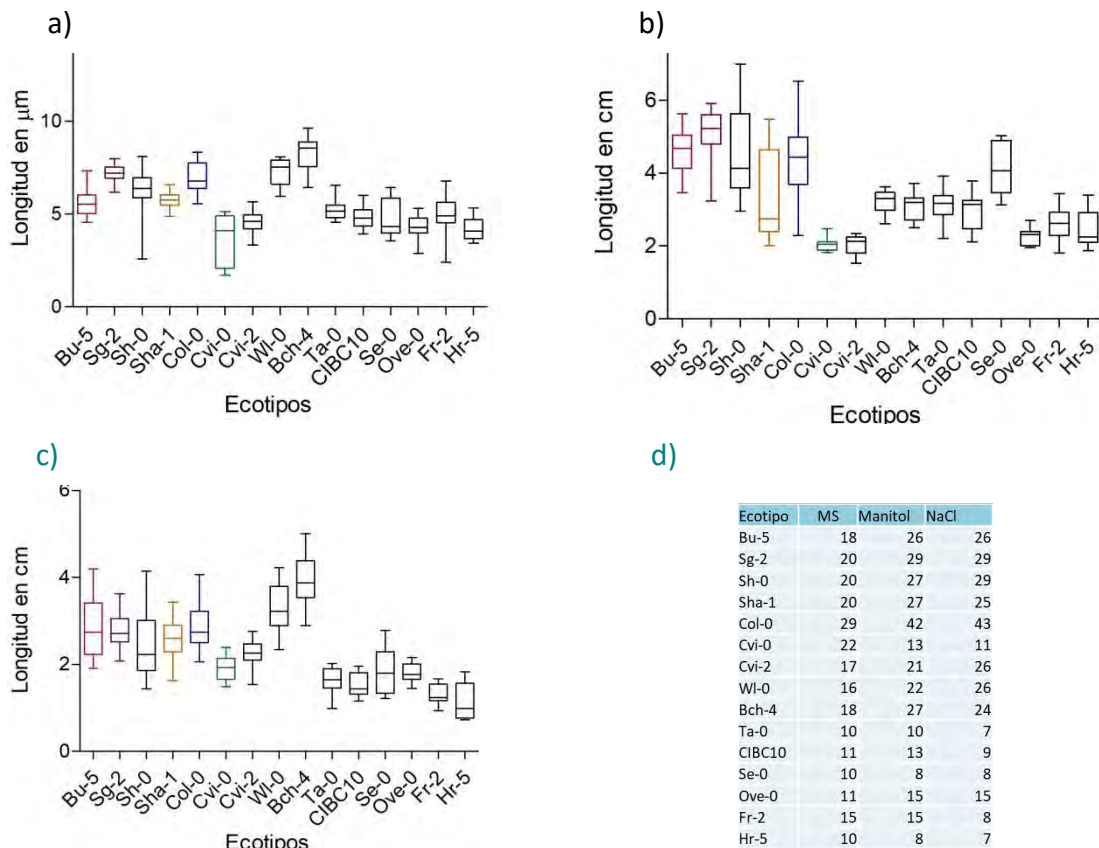 a)
Longitud en µm
10
5
0
Bu-5
Sg-2
Sh-0
Sha-1
Col-0
Cvi-0
Cvi-2
Wl-0
Bch-4
Ta-0
CIBC10
Se-0
Ove-0
Fr-2
Hr-5
Ecotipos
b)
Longitud en cm
6
4
2
0
Bu-5
Sg-2
Sh-0
Sha-1
Col-0
Cvi-0
Cvi-2
Wl-0
Bch-4
Ta-0
CIBC10
Se-0
Ove-0
Fr-2
Hr-5
Ecotipos
c)
Longitud en cm
6
4
2
0
Bu-5
Sg-2
Sh-0
Sha-1
Col-0
Cvi-0
Cvi-2
Wl-0
Bch-4
Ta-0
CIBC10
Se-0
Ove-0
Fr-2
Hr-5
Ecotipos
d)
Ecotipo MS Manitol NaCl
Bu-5 18 26 26
Sg-2 20 29 29
Sh-0 20 27 29
Sha-1 20 27 25
Col-0 29 42 43
Cvi-0 22 13 11
Cvi-2 17 21 26
Wl-0 16 22 26
Bch-4 18 27 24
Ta-0 10 10 7
CIBC10 11 13 9
Se-0 10 8 8
Ove-0 11 15 15
Fr-2 15 15 8
Hr-5 10 8 7